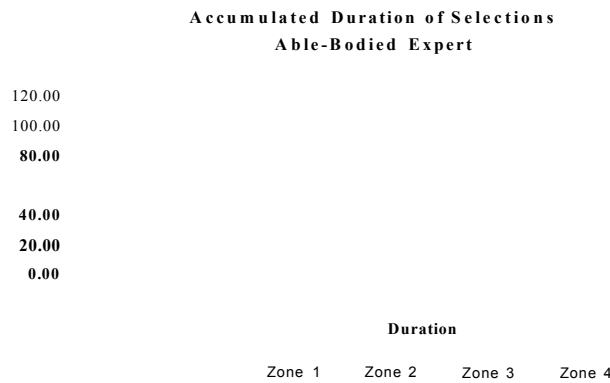 Accumulated Duration of Selections
Able-Bodied Expert
120.00
100.00
80.00
40.00
20.00
0.00
Duration
Zone 1 Zone 2 Zone 3 Zone 4